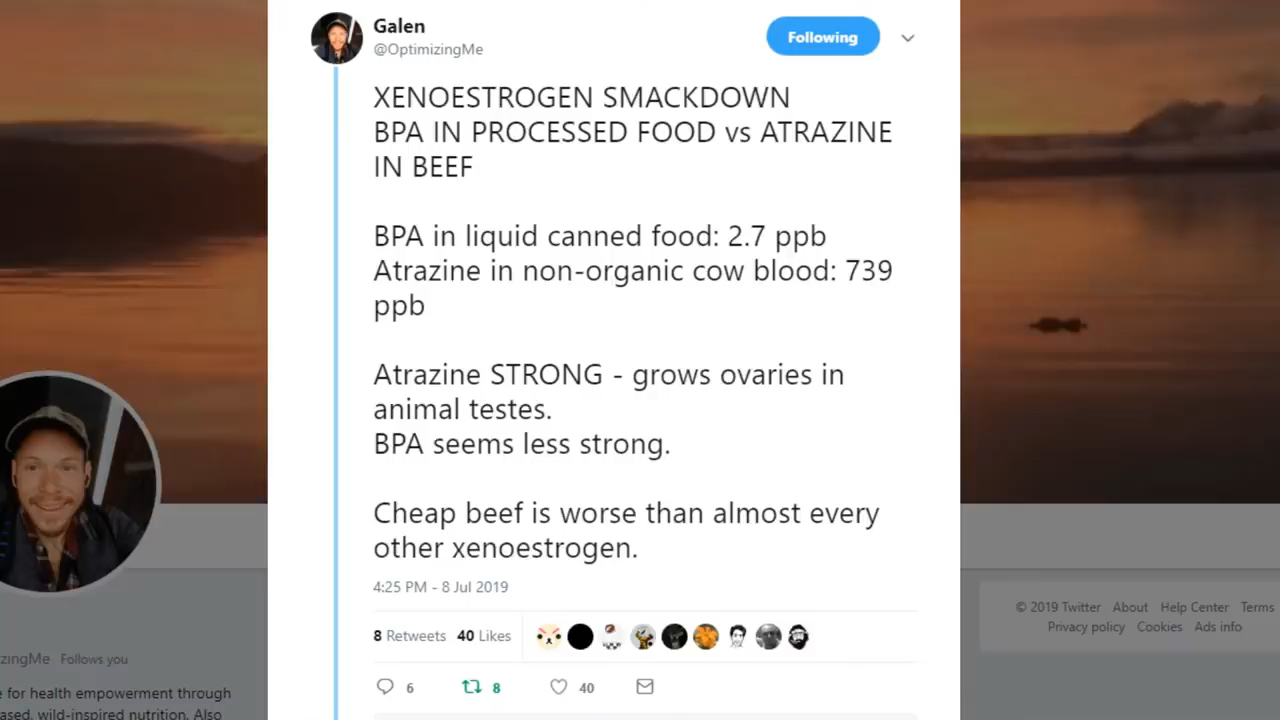 Galen
@OptimizingMe
Following
XENOESTROGEN SMACKDOWN
BPA IN PROCESSED FOOD vs ATRAZINE
IN BEEF
BPA in liquid canned food: 2.7 ppb
Atrazine in non-organic cow blood: 739
ppb
Atrazine STRONG - grows ovaries in
animal testes.
BPA seems less strong.
Cheap beef is worse than almost every
other xenoestrogen.
4:25 PM - 8 Jul 2019
8 Retweets 40 Likes
6 8 40
zingMe Follows you
e for health empowerment through
ased, wild-inspired nutrition. Also
© 2019 Twitter About Help Center Terms
Privacy policy Cookies Ads info